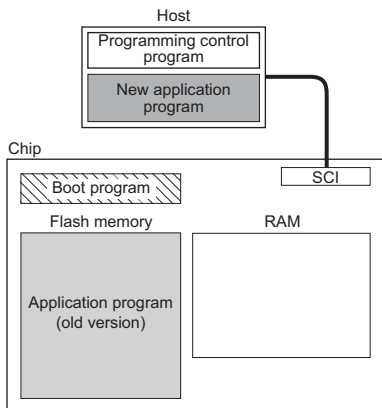 Host
Programming control
program
New application
program
Chip
SCI
Boot program
Flash memory
RAM
Application program
(old version)